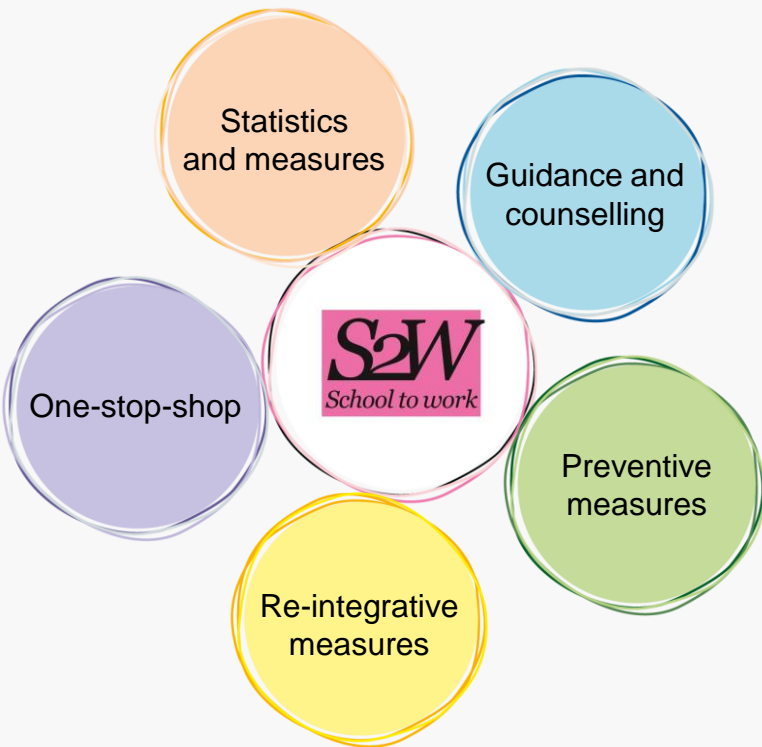 Statistics
and measures
Guidance and
counselling
S2W
School to work
One-stop-shop
Preventive
measures
Re-integrative
measures